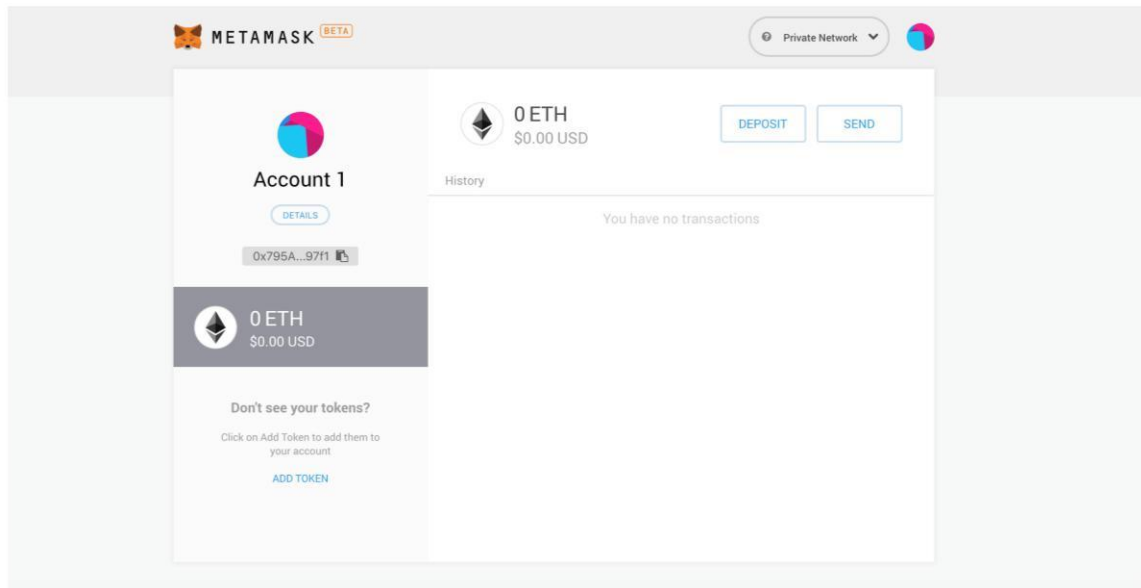 METAMASK BETA
Private Network
Account 1
DETAILS
0x795A...97f1
0 ETH
$0.00 USD
Don't see your tokens?
Click on Add Token to add them to
your account
ADD TOKEN
0 ETH
$0.00 USD
DEPOSIT
SEND
History
You have no transactions